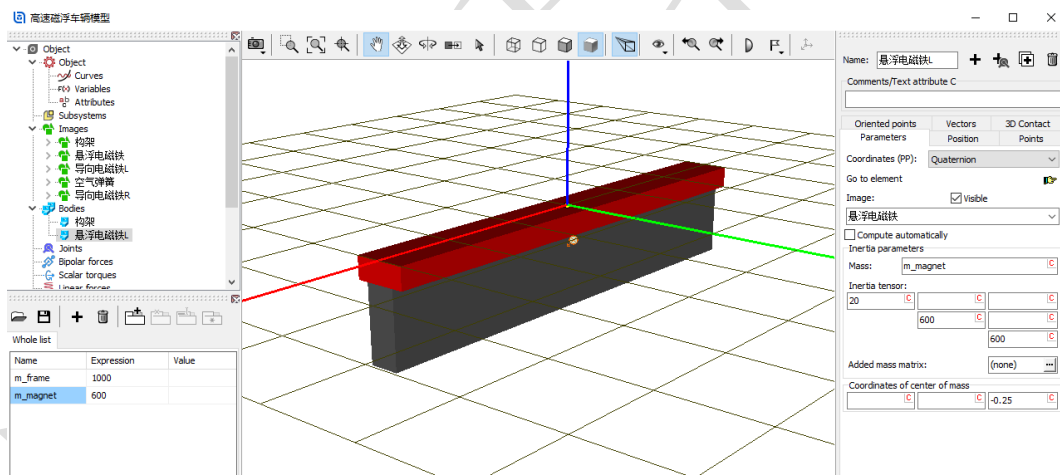 高速磁浮车辆模型
Object
Object
Curves
f(x) Variables
Attributes
Subsystems
Images
构架
悬浮电磁铁
导向电磁铁L
空气弹簧
导向电磁铁R
Bodies
构架
悬浮电磁铁L
Joints
Bipolar forces
Scalar torques
Linear forces
Whole list
Name Expression Value
m_frame 1000
m_magnet 600
Name: 悬浮电磁铁L
Comments/Text attribute C
Oriented points Vectors 3D Contact
Parameters Position Points
Coordinates (PP): Quaternion
Go to element
Image: Visible
悬浮电磁铁
Compute automatically
Inertia parameters
Mass: m_magnet C
Inertia tensor:
20 C C C
600 C C
600 C
Added mass matrix: (none) ...
Coordinates of center of mass
C C -0.25 C